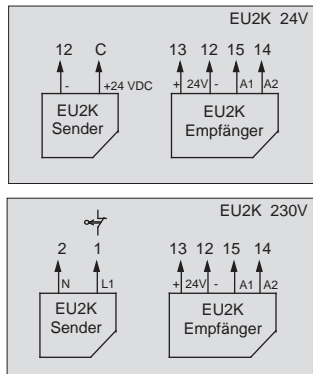 EU2K 24V
12 C 13 12 15 14
- +24 VDC + 24V - A1 A2
EU2K Sender
EU2K Empfänger
EU2K 230V
2 1 13 12 15 14
N L1 + 24V - A1 A2
EU2K Sender
EU2K Empfänger